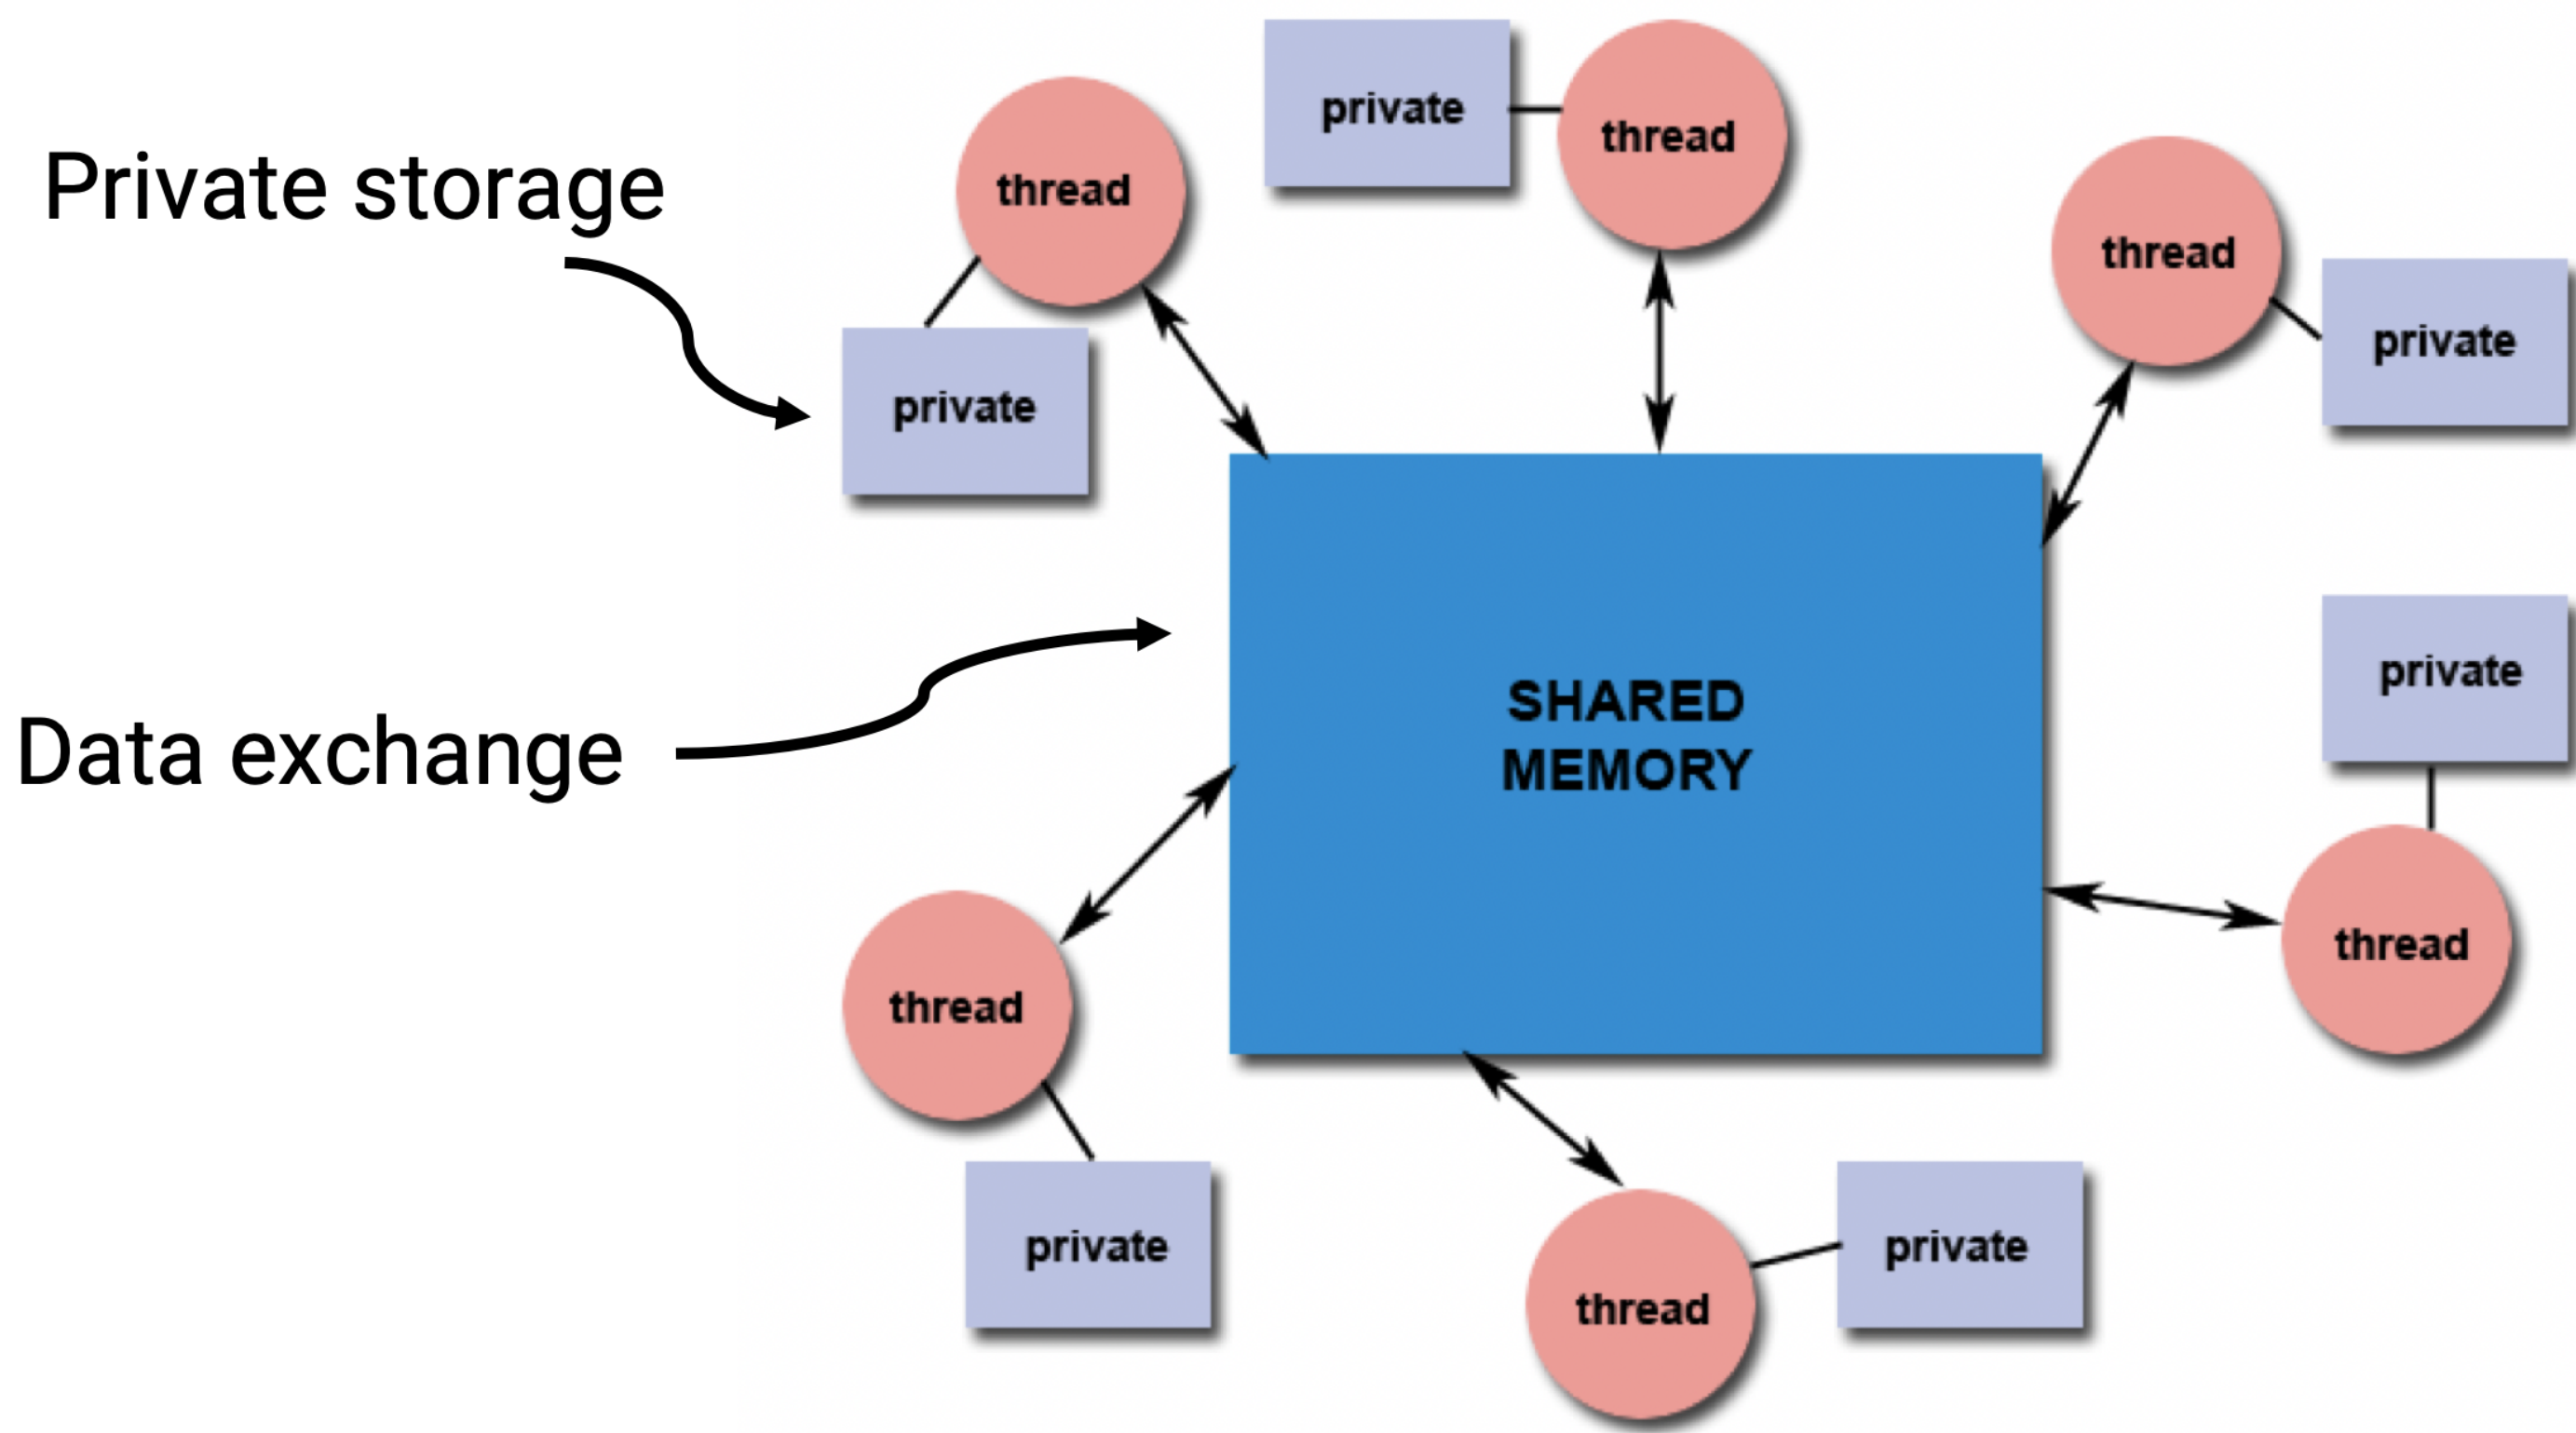 private
thread
thread
Private storage
thread
private
private
private
SHARED
MEMORY
Data exchange
thread
thread
private
private
thread